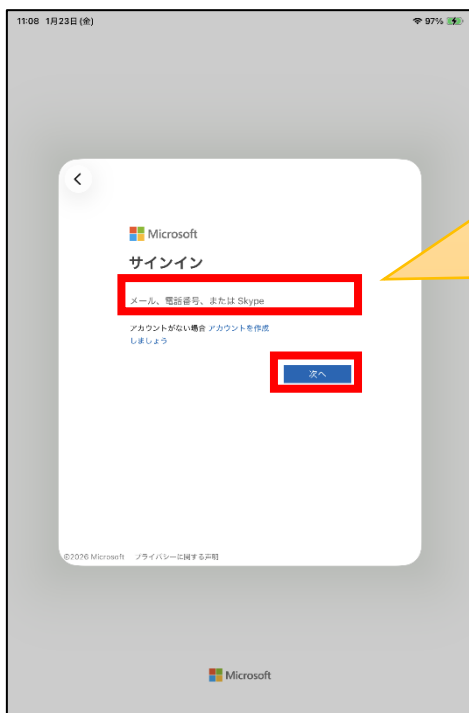 11:08 1月23日(金) 97%
Microsoft
サインイン
メール、電話番号、または Skype
アカウントがない場合 アカウントを作成
しましょう
次へ
©2026 Microsoft プライバシーに関する声明
Microsoft